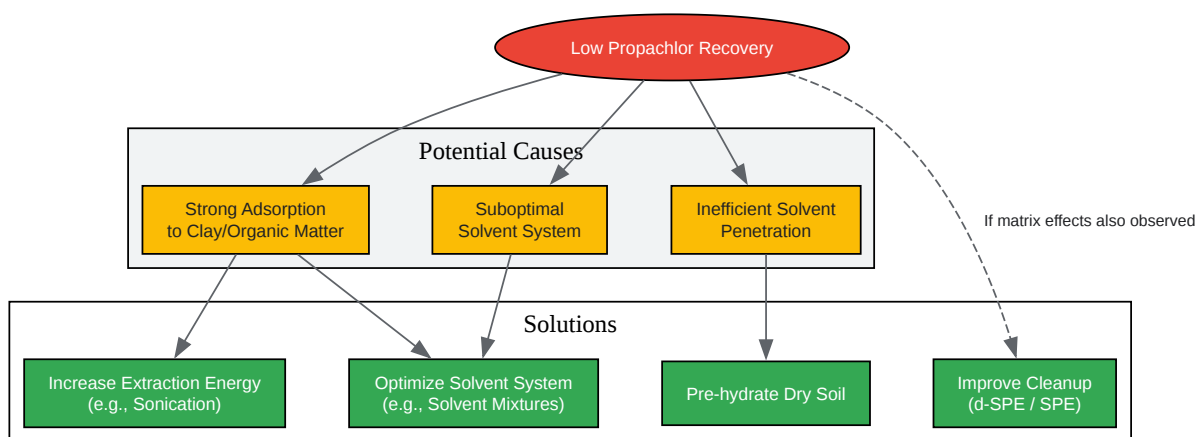 Low Propachlor Recovery
Potential Causes
Strong Adsorption
to Clay/Organic Matter
Suboptimal
Solvent System
Inefficient Solvent
Penetration
If matrix effects also observed
Solutions
Increase Extraction Energy
(e.g., Sonication)
Optimize Solvent System
(e.g., Solvent Mixtures)
Pre-hydrate Dry Soil
Improve Cleanup
(d-SPE / SPE)